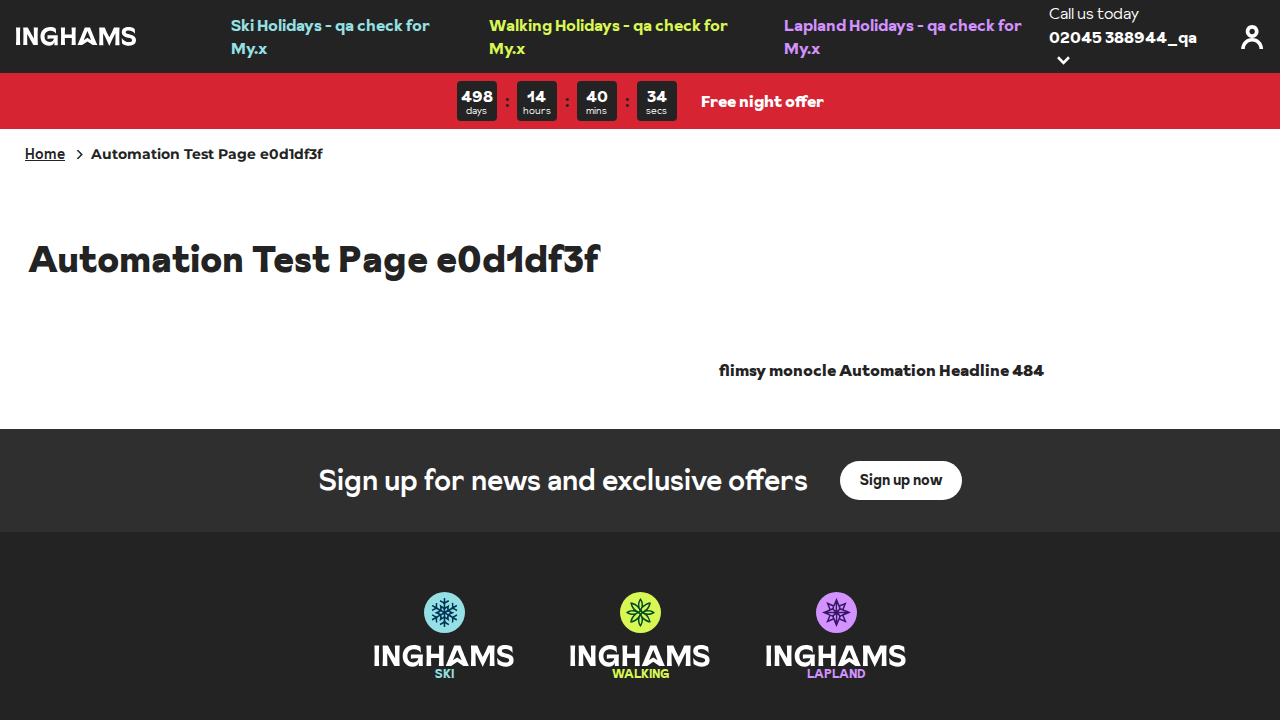 INGHAMS
Ski Holidays - qa check for
My.x
Walking Holidays - qa check for
My.x
Lapland Holidays - qa check for
My.x
Call us today
02045 388944_qa
498 : 14 : 40 : 34
days hours mins secs
Free night offer
Home > Automation Test Page e0d1df3f
Automation Test Page e0d1df3f
flimsy monocle Automation Headline 484
Sign up for news and exclusive offers
Sign up now
INGHAMS
SKI
INGHAMS
WALKING
INGHAMS
LAPLAND